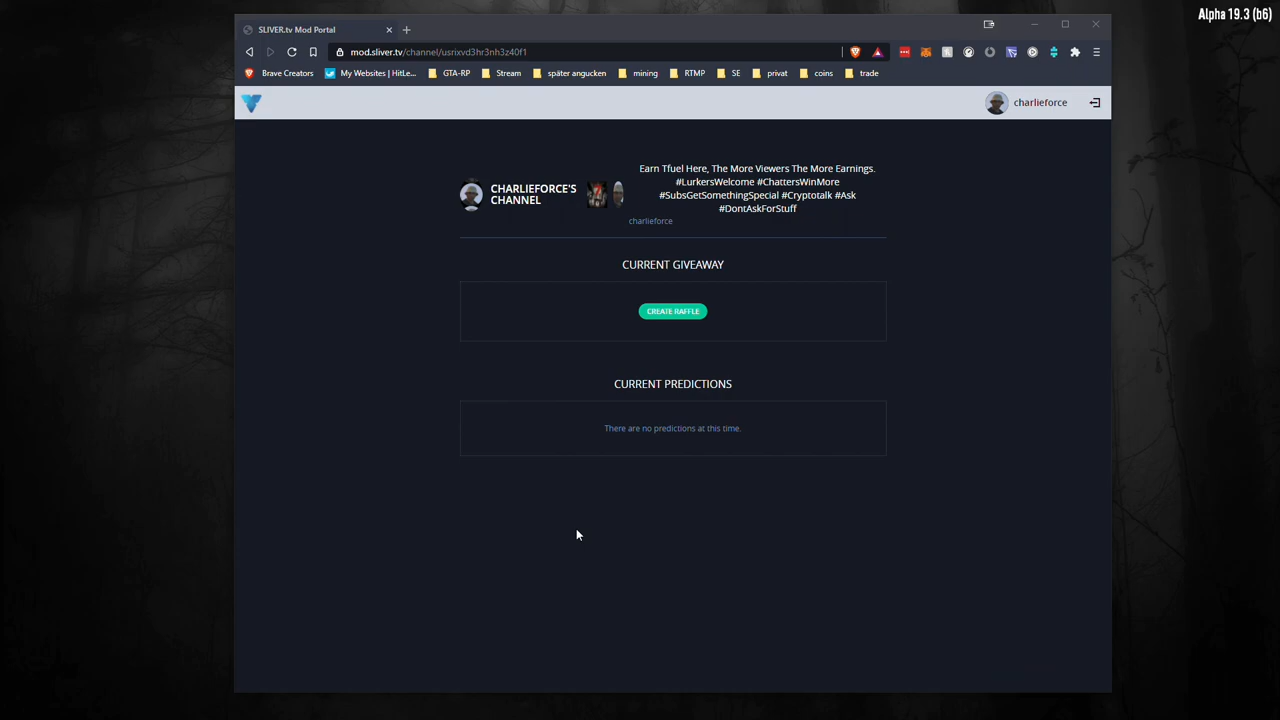 Alpha 19.3 (b6)
SLIVER.tv Mod Portal
mod.sliver.tv/channel/usrixvd3hr3nh3z40f1
Brave Creators
My Websites | HitLe...
GTA-RP
Stream
später angucken
mining
RTMP
SE
privat
coins
trade
charlieforce
CHARLIEFORCE'S
CHANNEL
Earn Tfuel Here, The More Viewers The More Earnings.
#LurkersWelcome #ChattersWinMore
#SubsGetSomethingSpecial #Cryptotalk #Ask
#DontAskForStuff
charlieforce
CURRENT GIVEAWAY
CREATE RAFFLE
CURRENT PREDICTIONS
There are no predictions at this time.